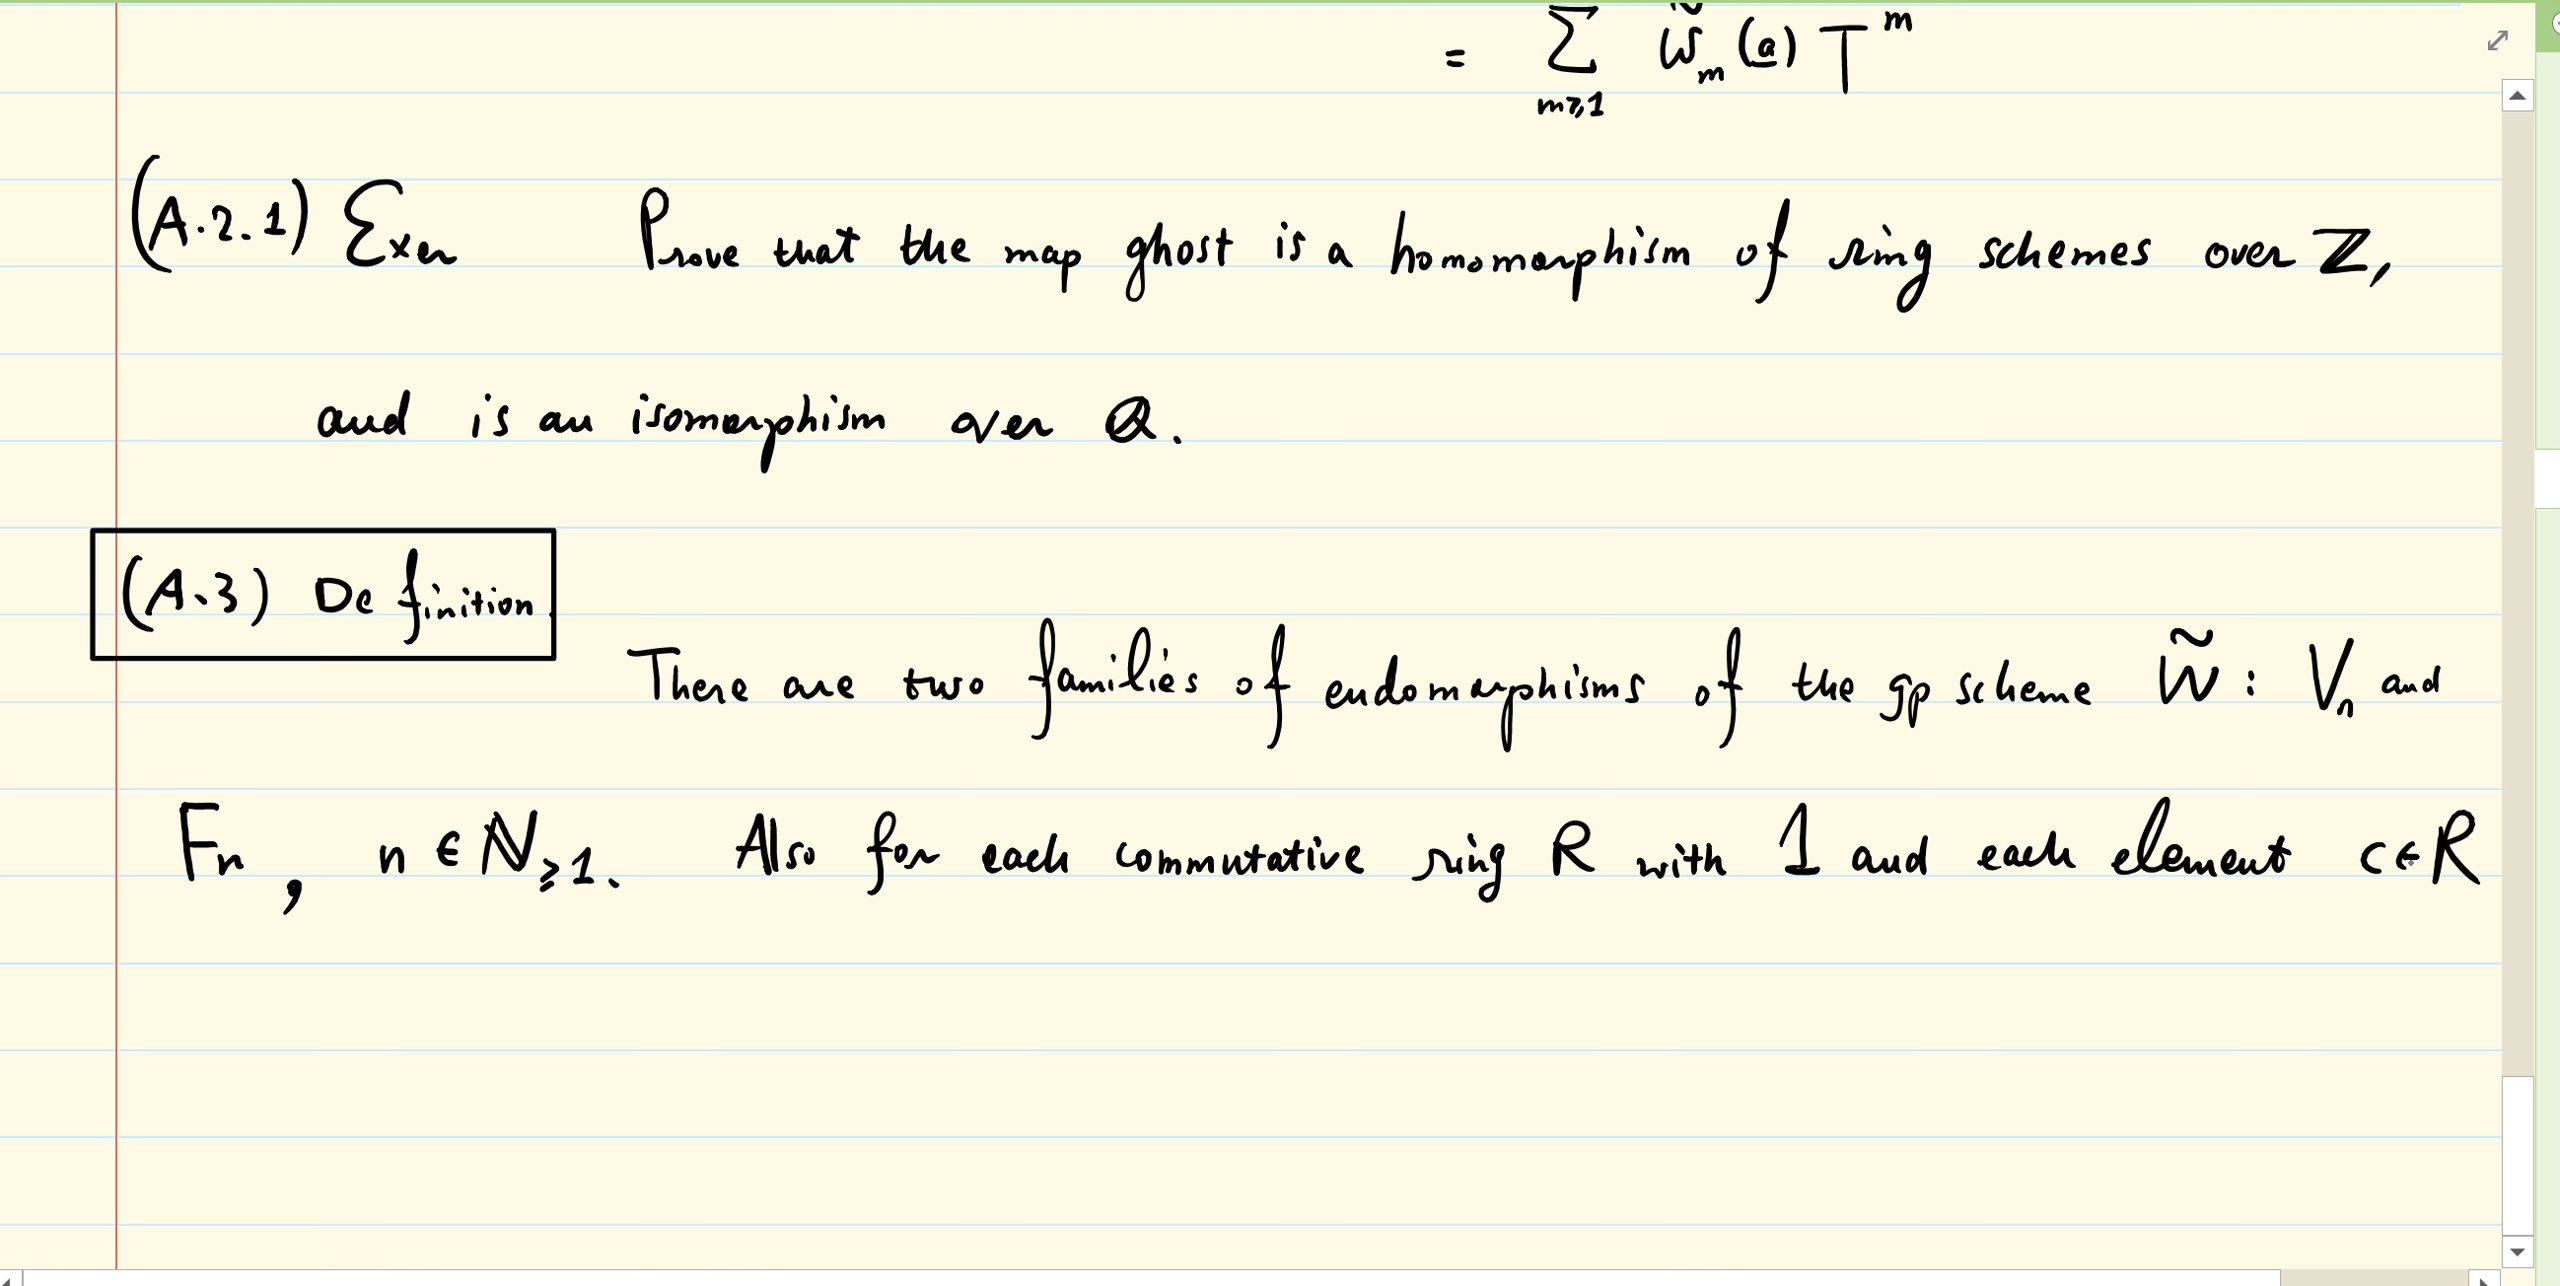 = ∑_{m≥1} w̃_m (a̲) T^m
(A.2.1) Exer Prove that the map ghost is a homomorphism of ring schemes over ℤ,
and is an isomorphism over ℚ.
(A.3) Definition.
There are two families of endomorphisms of the gp scheme W̃ : V_n and
F_n , n ∈ ℕ_{≥1}. Also for each commutative ring R with 1 and each element c ∈ R